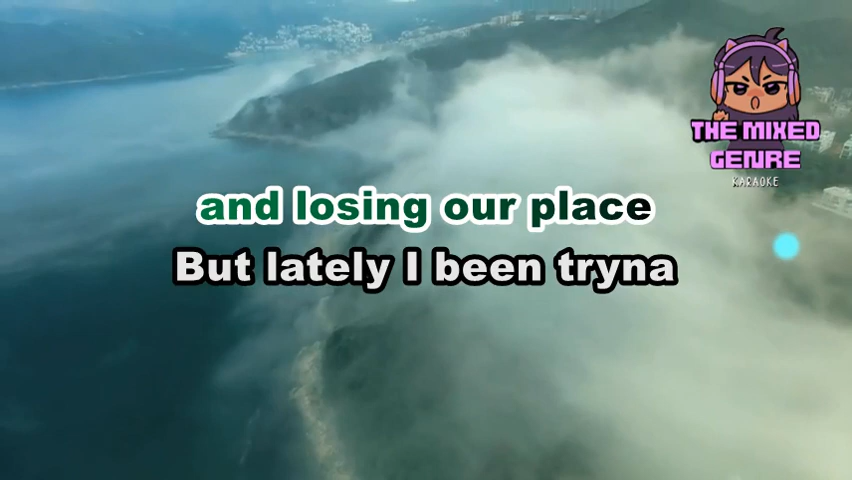 THE MIXED
GENRE
KARAOKE
and losing our place
But lately I been tryna